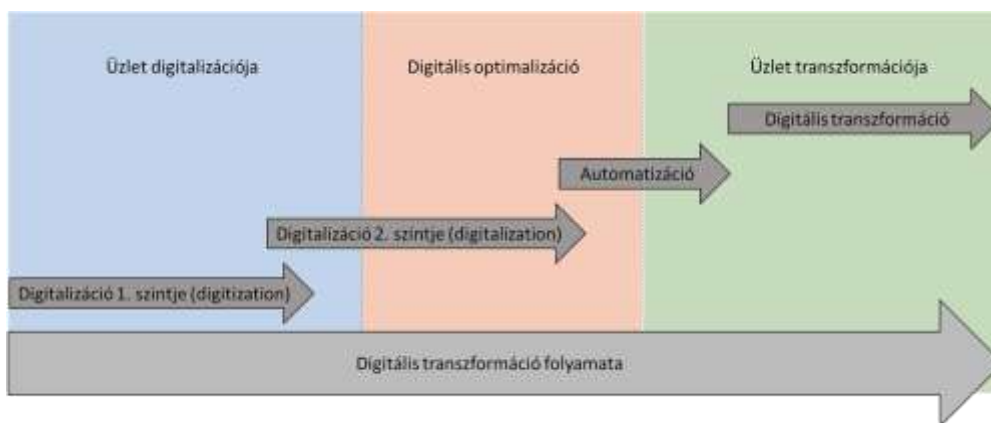 Üzlet digitalizációja
Digitális optimalizáció
Üzlet transzformációja
Digitális transzformáció
Automatizáció
Digitalizáció 2. szintje (digitalization)
Digitalizáció 1. szintje (digitization)
Digitális transzformáció folyamata